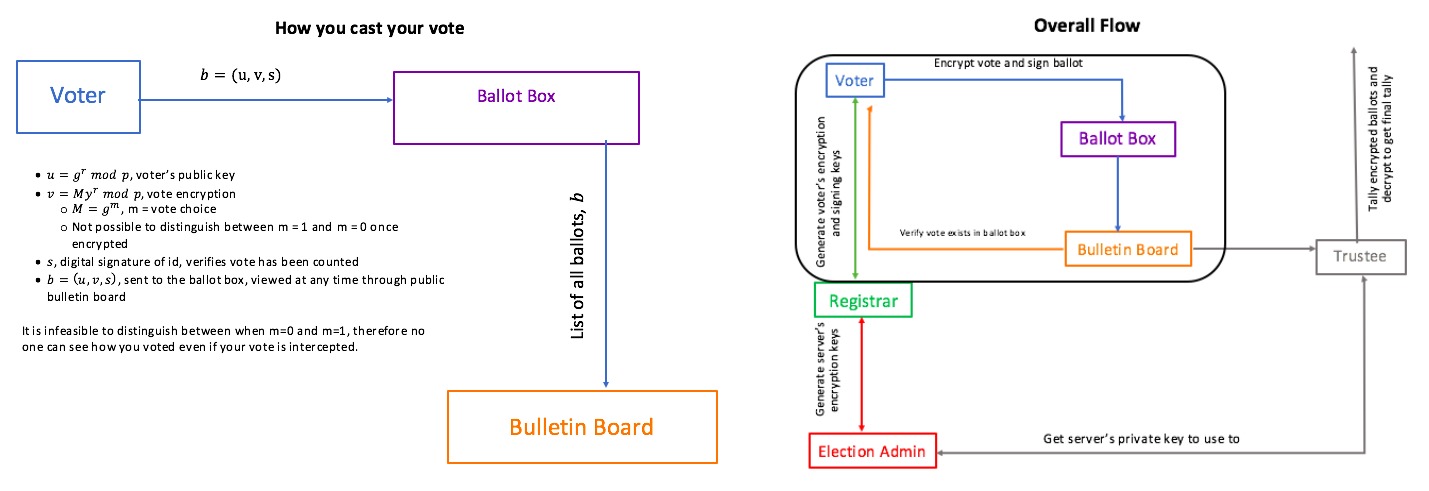 How you cast your vote
b = (u, v, s)
Voter
Ballot Box
• u = gʳ mod p, voter's public key
• v = Myʳ mod p, vote encryption
o M = gᵐ, m = vote choice
o Not possible to distinguish between m = 1 and m = 0 once
encrypted
• s, digital signature of id, verifies vote has been counted
• b = (u, v, s), sent to the ballot box, viewed at any time through public
bulletin board
It is infeasible to distinguish between when m=0 and m=1, therefore no
one can see how you voted even if your vote is intercepted.
List of all ballots, b
Bulletin Board
Overall Flow
Encrypt vote and sign ballot
Voter
Ballot Box
Generate voter's encryption
and signing keys
Verify vote exists in ballot box
Bulletin Board
Tally encrypted ballots and
decrypt to get final tally
Trustee
Registrar
Generate server's
encryption keys
Election Admin
Get server's private key to use to